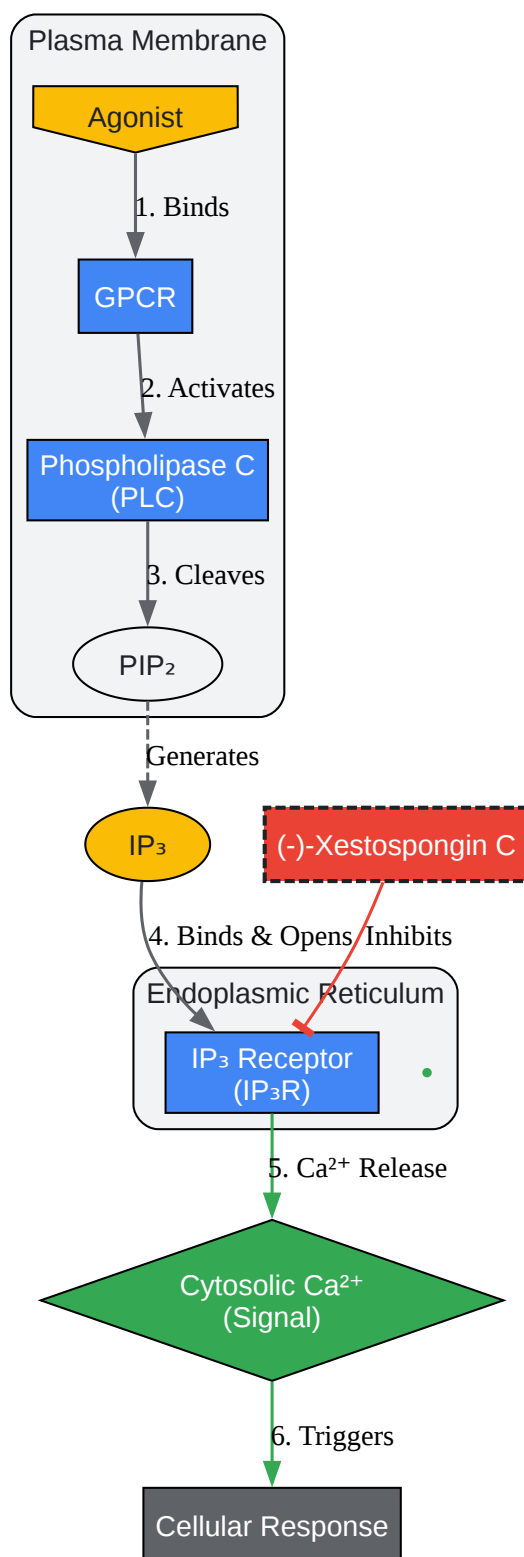 Plasma Membrane
Agonist
1. Binds
GPCR
2. Activates
Phospholipase C
(PLC)
3. Cleaves
PIP₂
Generates
IP₃
(-)-Xestospongin C
4. Binds & Opens
Inhibits
Endoplasmic Reticulum
IP₃ Receptor
(IP₃R)
5. Ca²⁺ Release
Cytosolic Ca²⁺
(Signal)
6. Triggers
Cellular Response